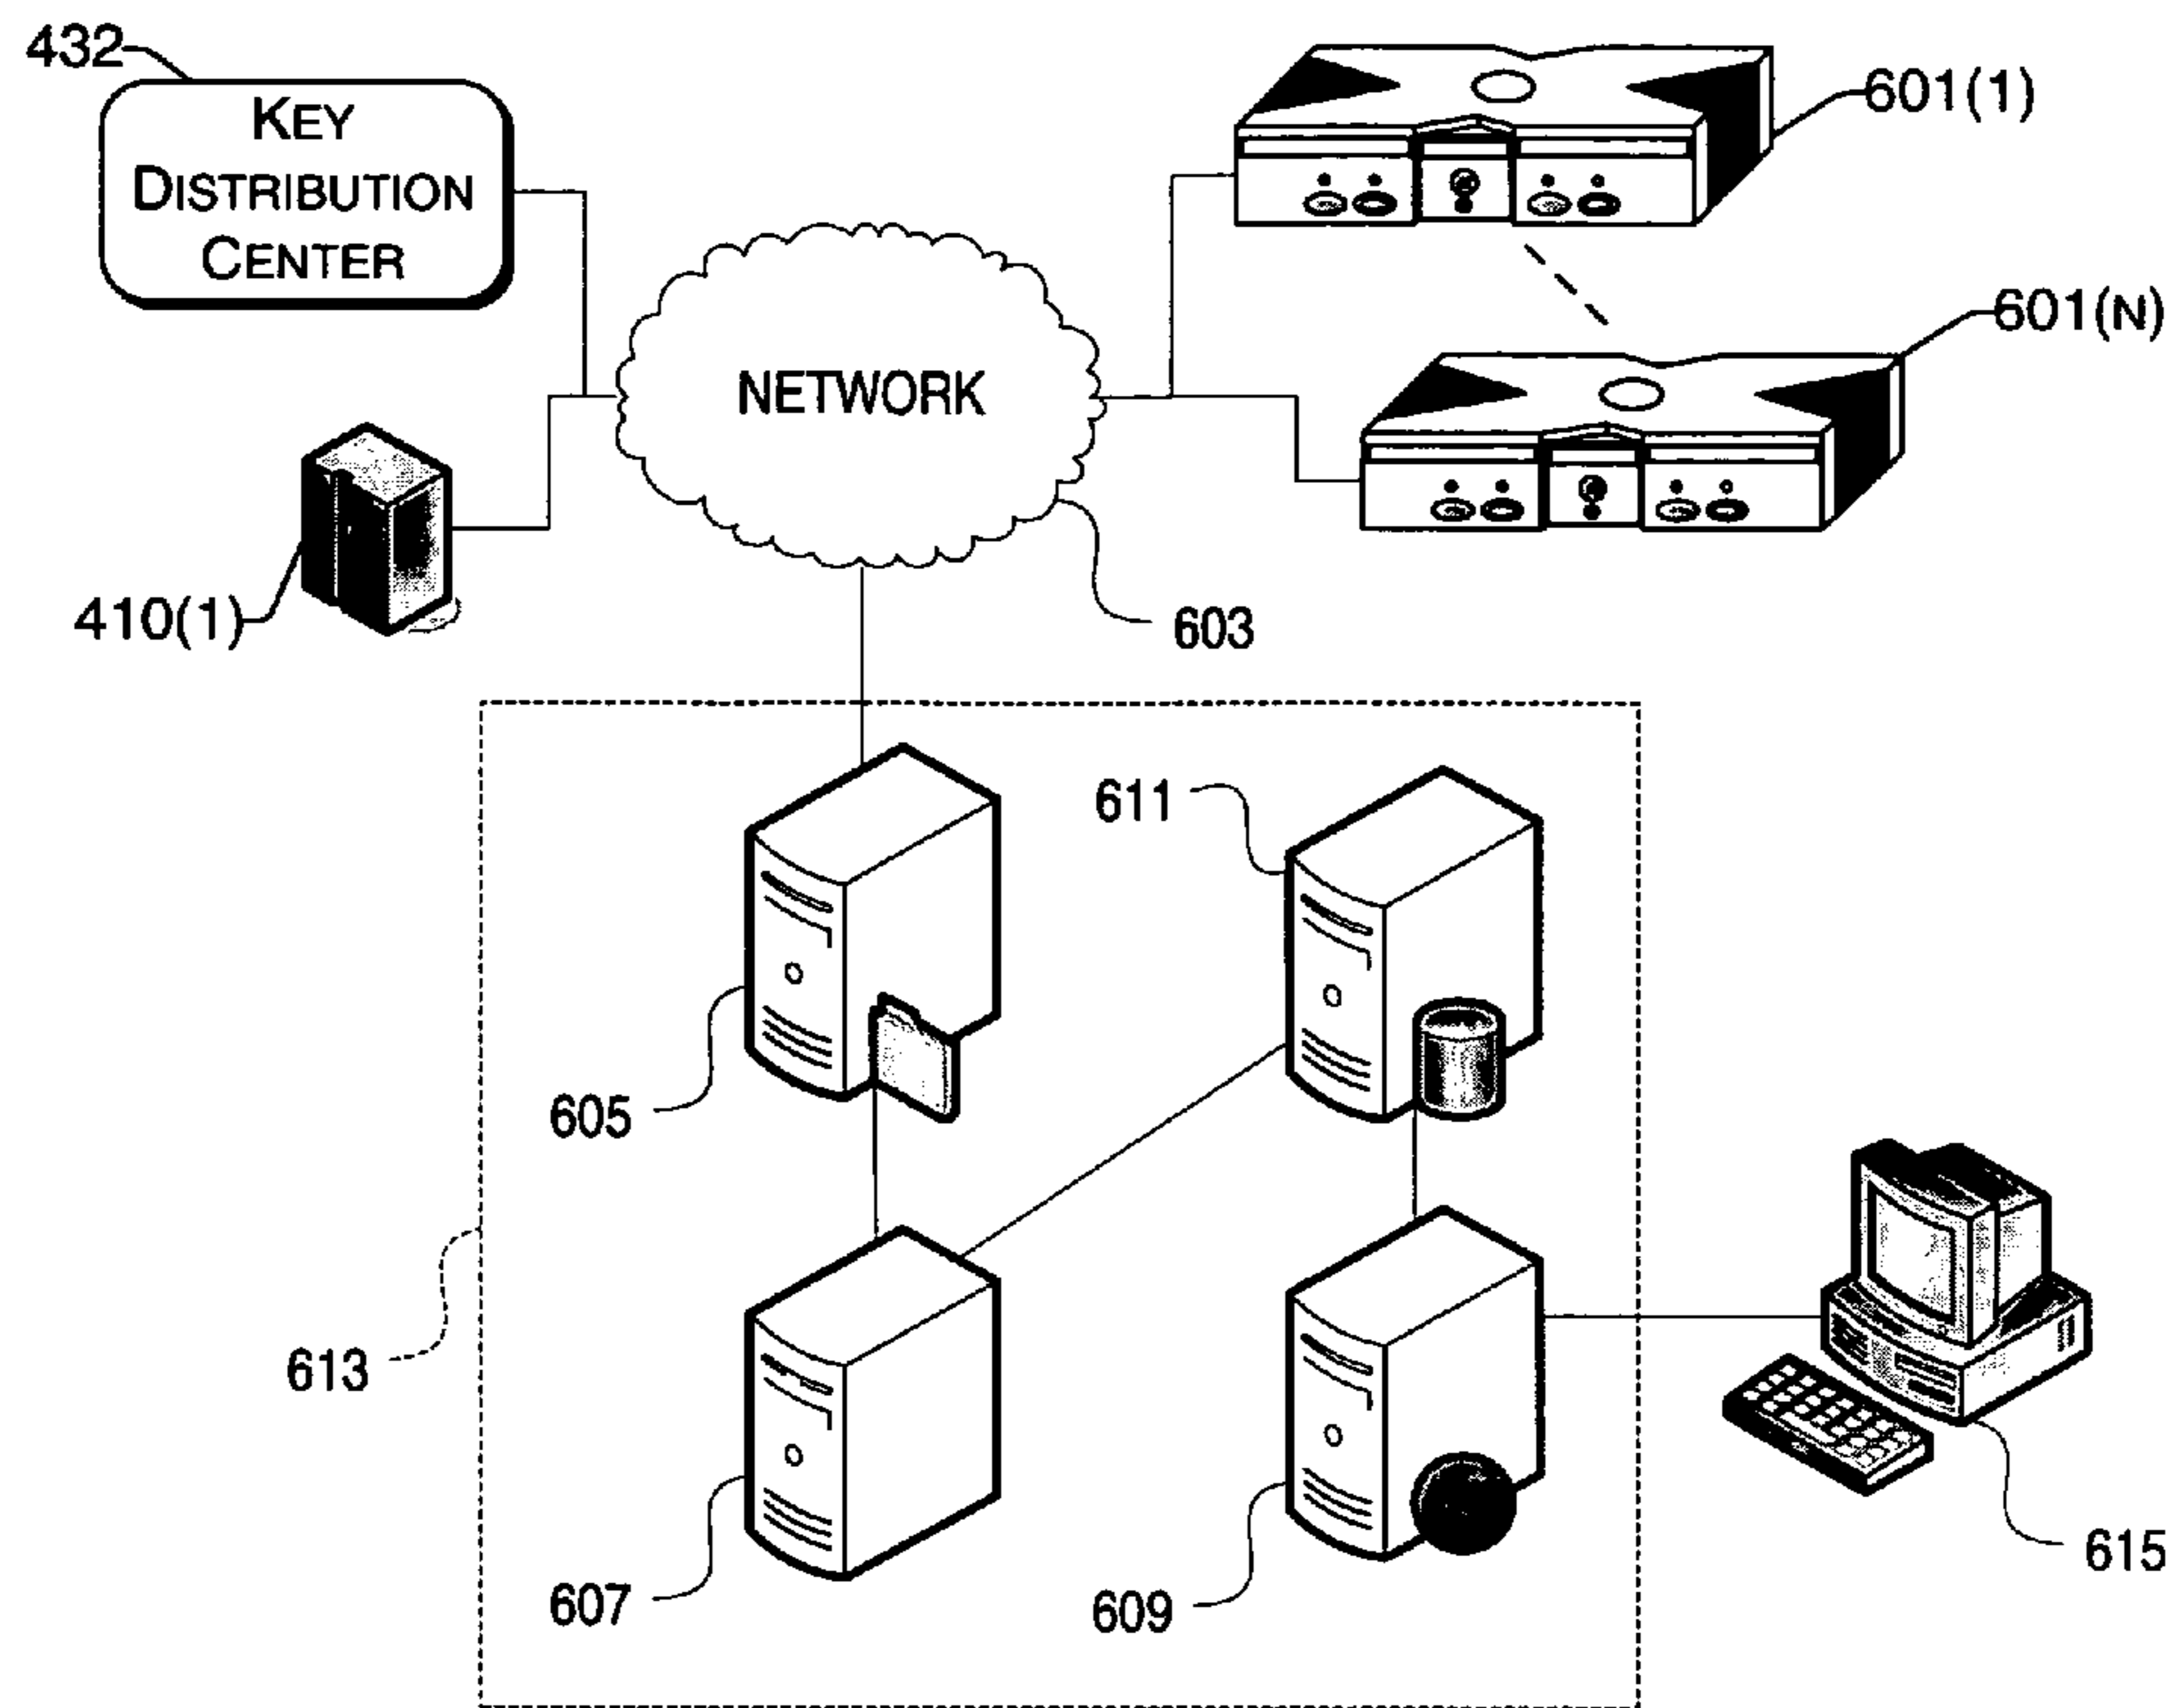 432
KEY
DISTRIBUTION
CENTER
601(1)
601(N)
NETWORK
410(1)
603
611
605
613
607
609
615